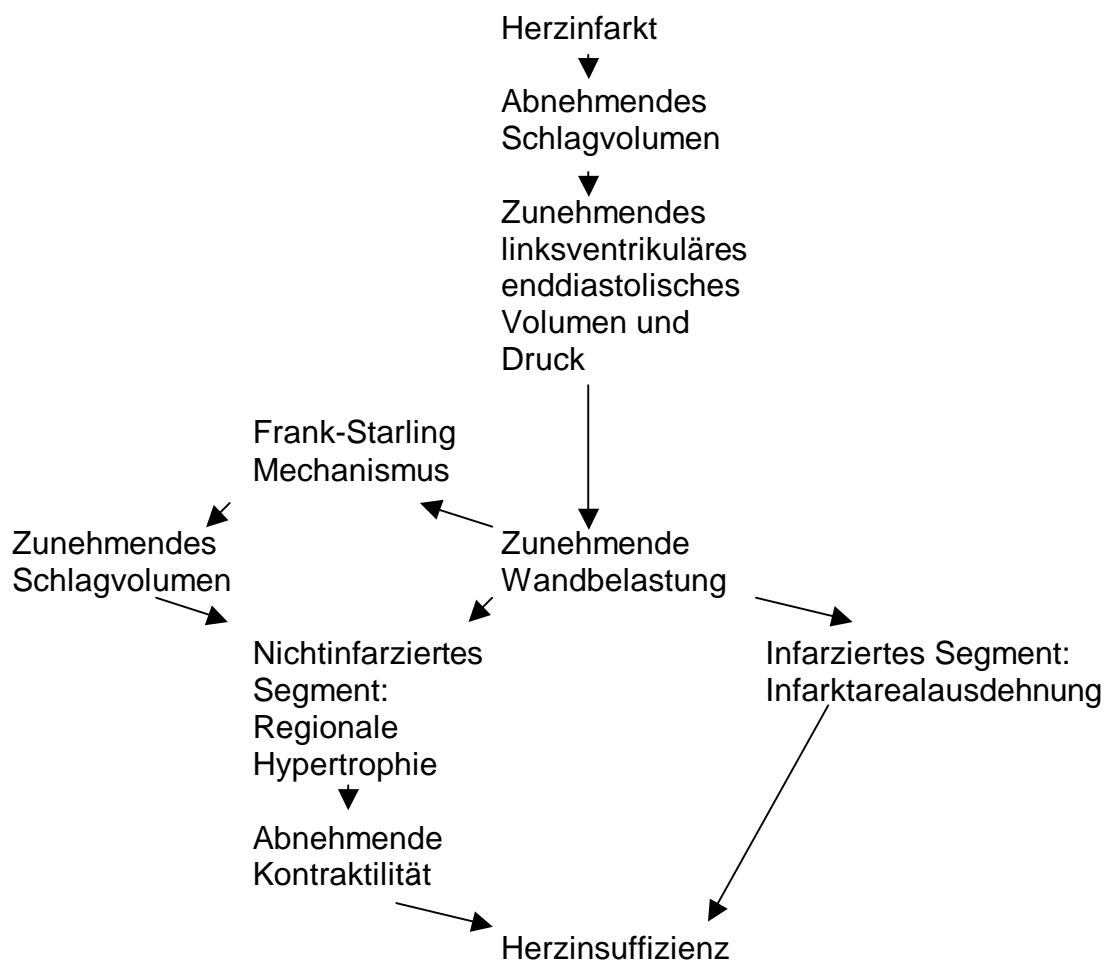 Herzinfarkt
Abnehmendes
Schlagvolumen
Zunehmendes
linksventrikuläres
enddiastolisches
Volumen und
Druck
Frank-Starling
Mechanismus
Zunehmendes
Schlagvolumen
Zunehmende
Wandbelastung
Nichtinfarziertes
Segment:
Regionale
Hypertrophie
Infarziertes Segment:
Infarktarealausdehnung
Abnehmende
Kontraktilität
Herzinsuffizienz